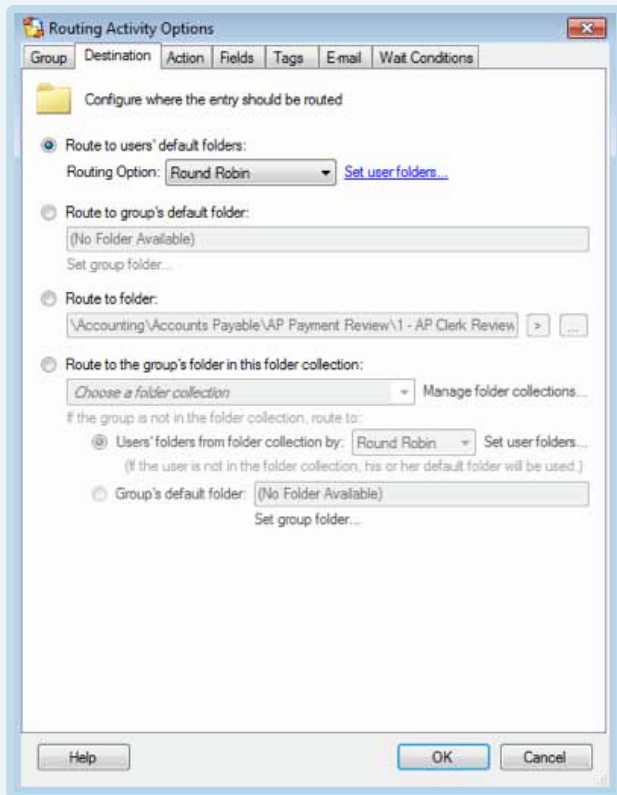 Routing Activity Options
Group Destination Action Fields Tags E-mail Wait Conditions
Configure where the entry should be routed
Route to users' default folders:
Routing Option: Round Robin Set user folders...
Route to group's default folder:
(No Folder Available)
Set group folder...
Route to folder:
\Accounting\Accounts Payable\AP Payment Review\1 - AP Clerk Review > ...
Route to the group's folder in this folder collection:
Choose a folder collection Manage folder collections...
If the group is not in the folder collection, route to:
Users' folders from folder collection by: Round Robin Set user folders...
(If the user is not in the folder collection, his or her default folder will be used.)
Group's default folder: (No Folder Available)
Set group folder...
Help OK Cancel